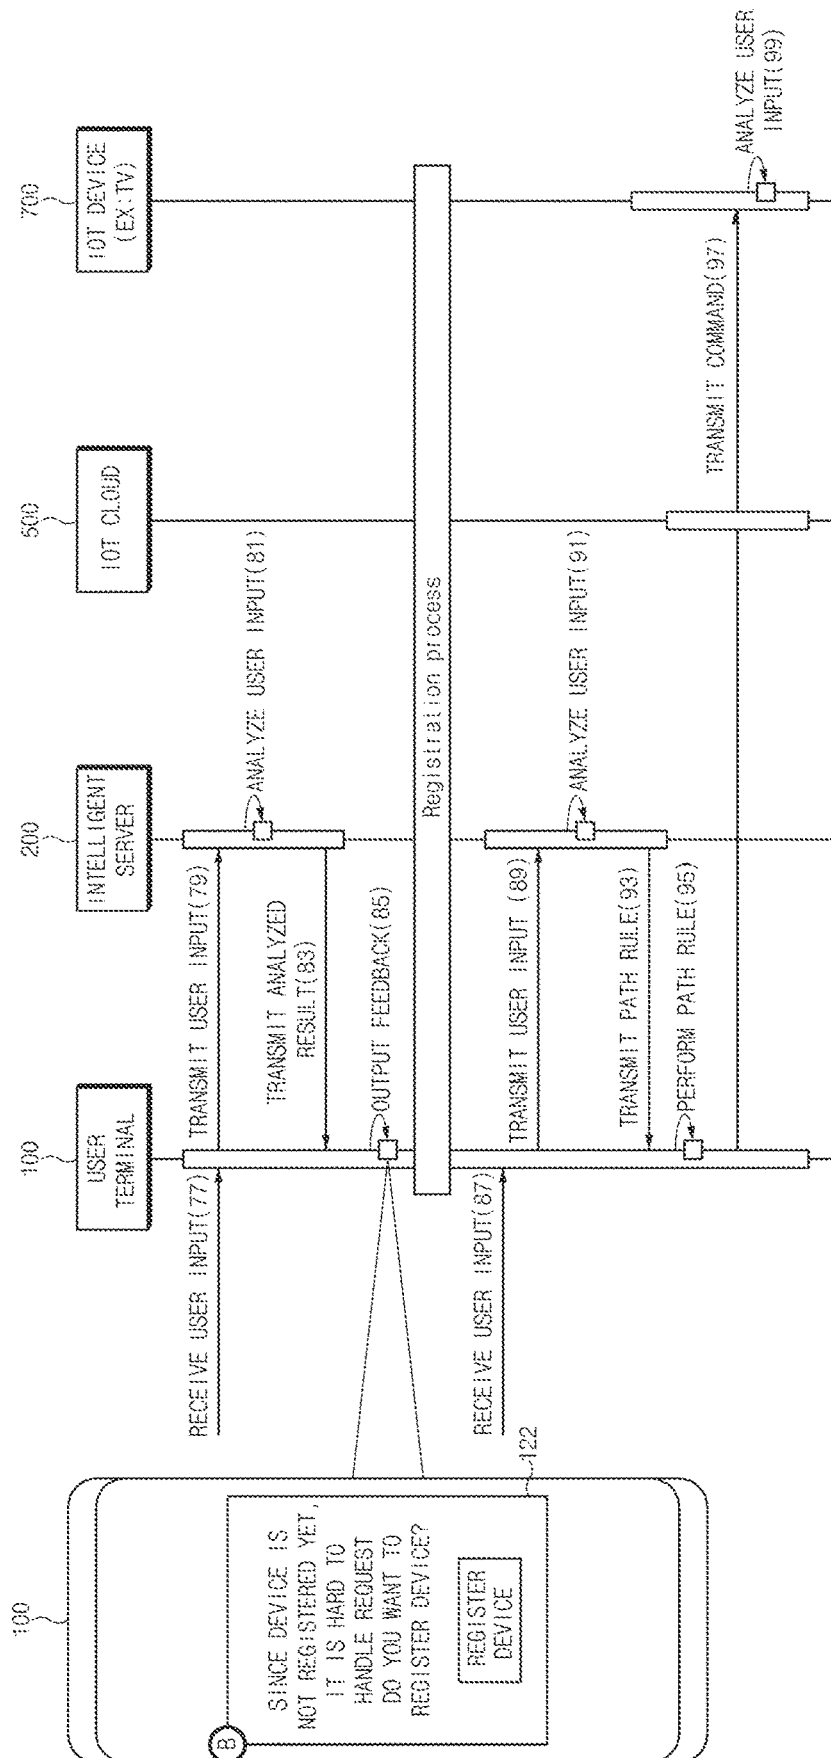 100
USER
TERMINAL
200
INTELLIGENT
SERVER
500
IOT CLOUD
700
IOT DEVICE
(EX:TV)
RECEIVE USER INPUT(77)
TRANSMIT USER INPUT(79)
ANALYZE USER INPUT(81)
TRANSMIT ANALYZED
RESULT(83)
OUTPUT FEEDBACK(85)
Registration process
RECEIVE USER INPUT(87)
TRANSMIT USER INPUT (89)
ANALYZE USER INPUT(91)
TRANSMIT PATH RULE(93)
PERFORM PATH RULE(95)
TRANSMIT COMMAND(97)
ANALYZE USER
INPUT(99)
100
B
SINCE DEVICE IS
NOT REGISTERED YET,
IT IS HARD TO
HANDLE REQUEST
DO YOU WANT TO
REGISTER DEVICE?
REGISTER
DEVICE
122